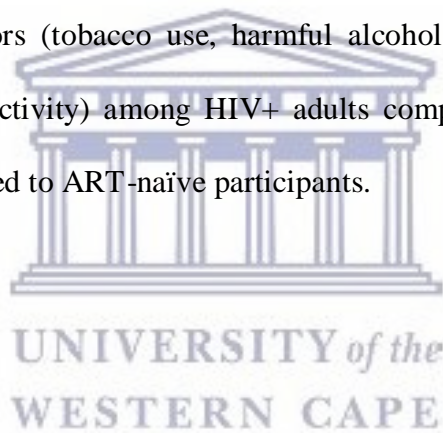 ors (tobacco use, harmful alcohol
ctivity) among HIV+ adults comp
ed to ART-naïve participants.
UNIVERSITY of the
WESTERN CAPE